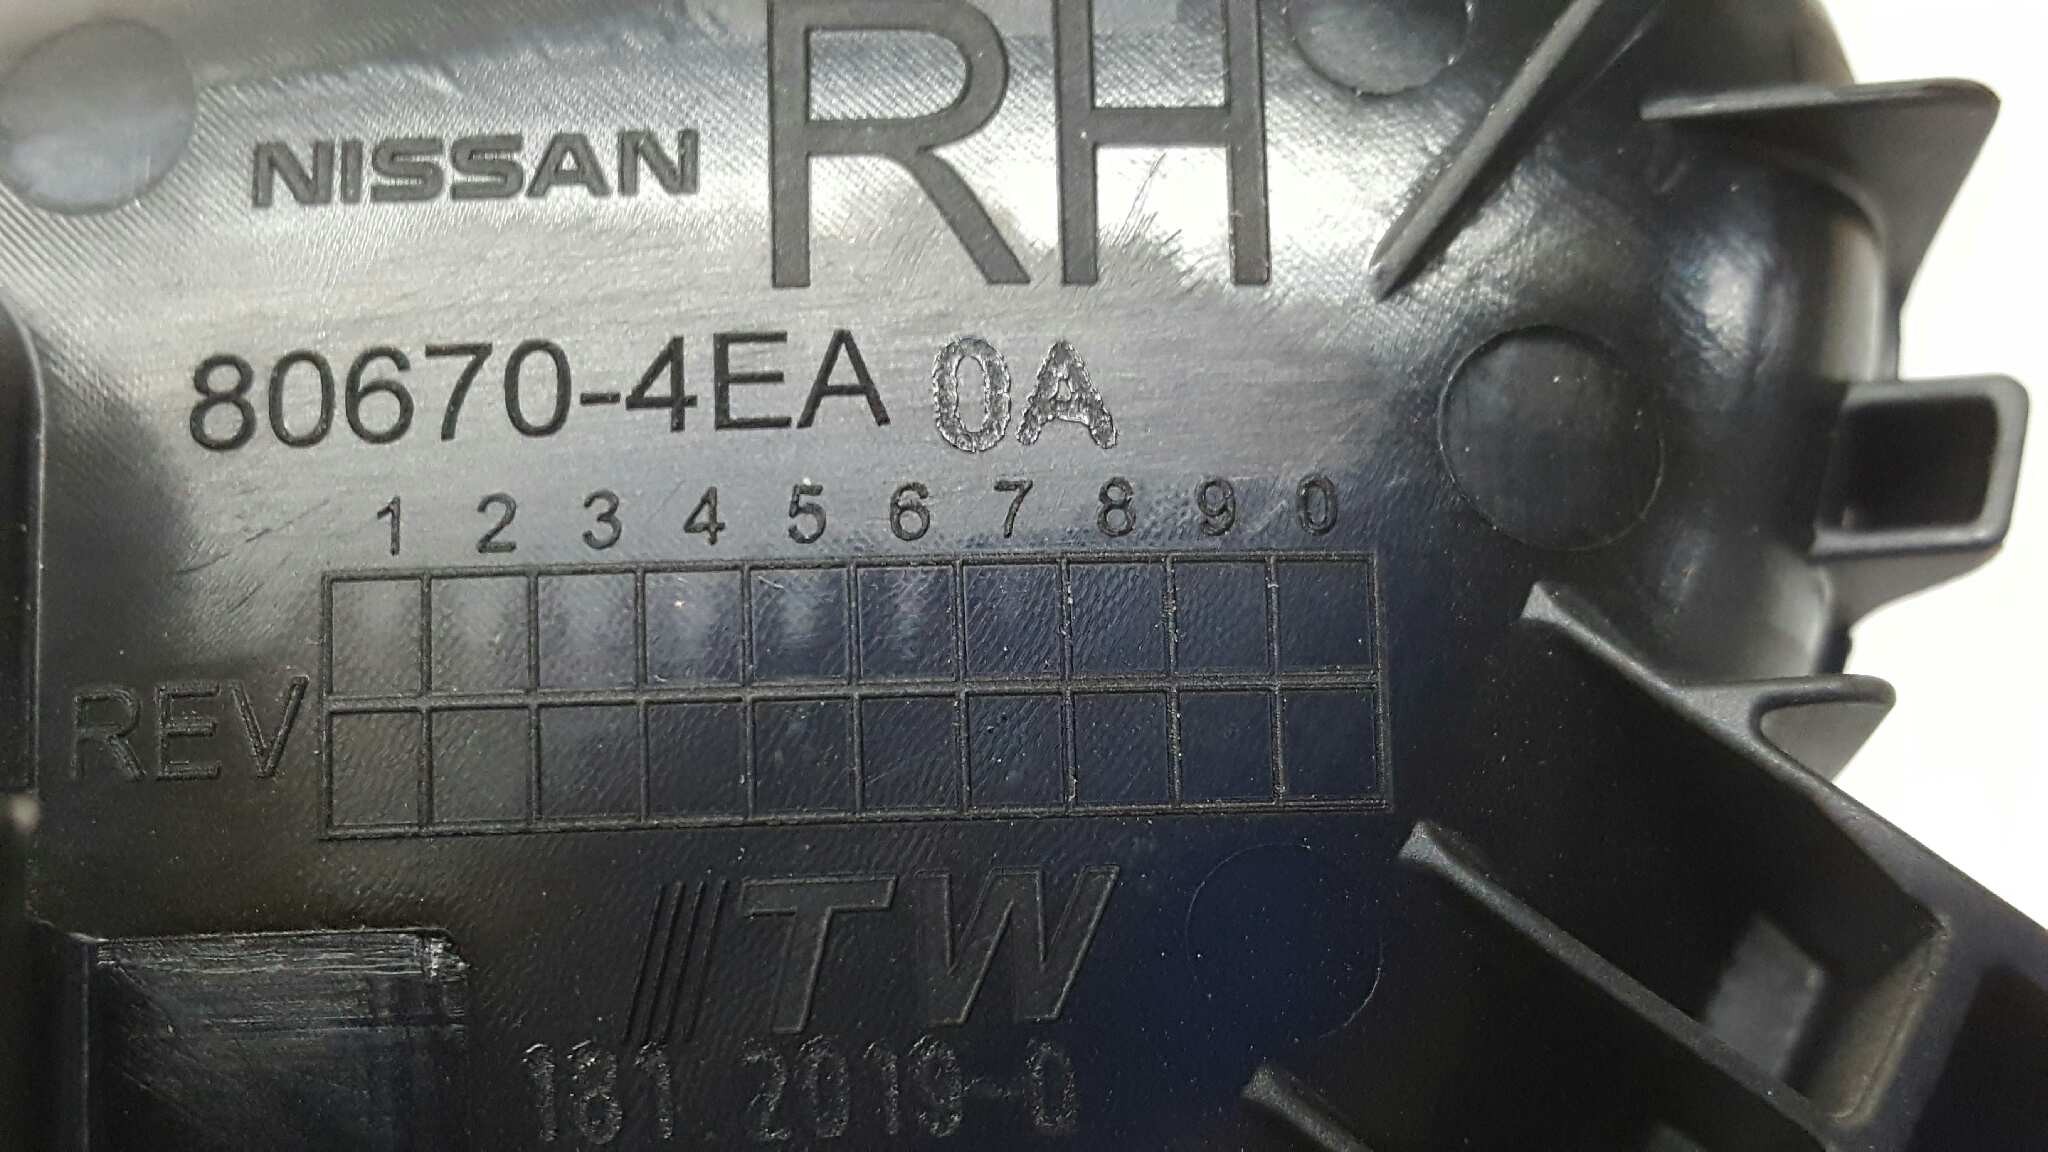 RH
NISSAN
80670-4EA 0A
1 2 3 4 5 6 7 8 9 0
REV
ITW
181.2019-0